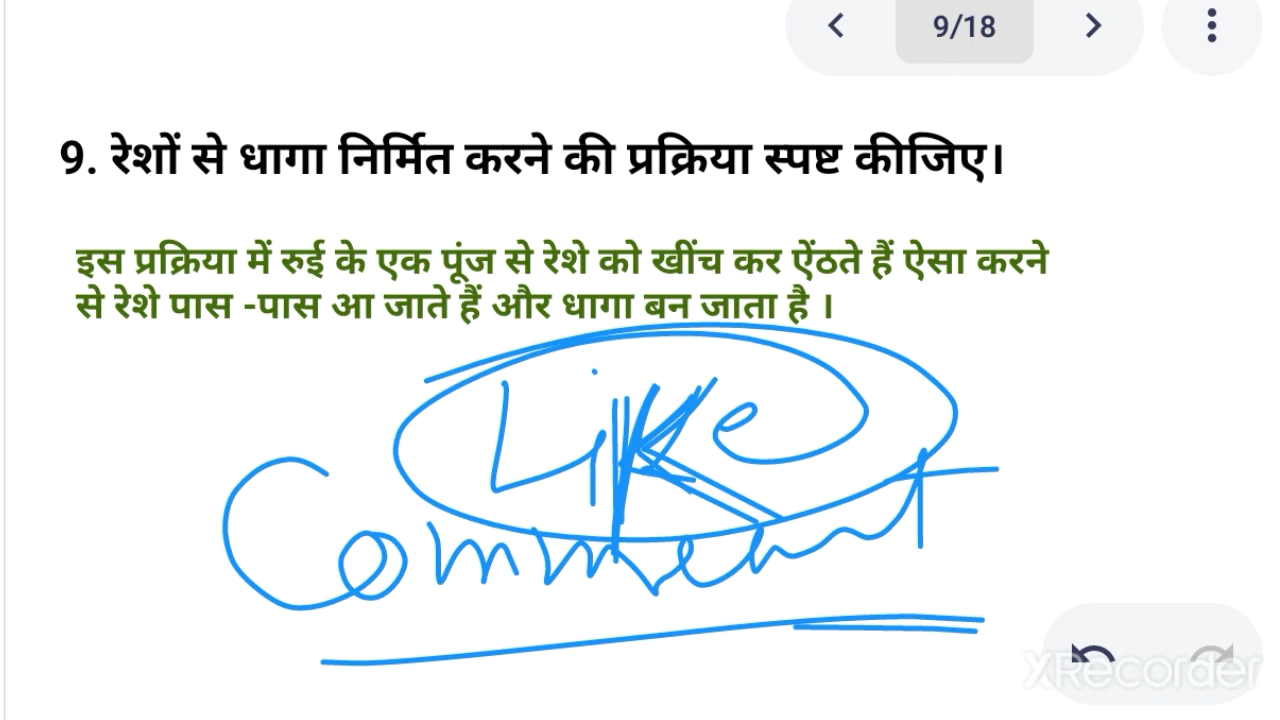 9/18
9. रेशों से धागा निर्मित करने की प्रक्रिया स्पष्ट कीजिए।
इस प्रक्रिया में रुई के एक पूंज से रेशे को खींच कर ऐंठते हैं ऐसा करने
से रेशे पास -पास आ जाते हैं और धागा बन जाता है ।
Like
Comment
XRecorder